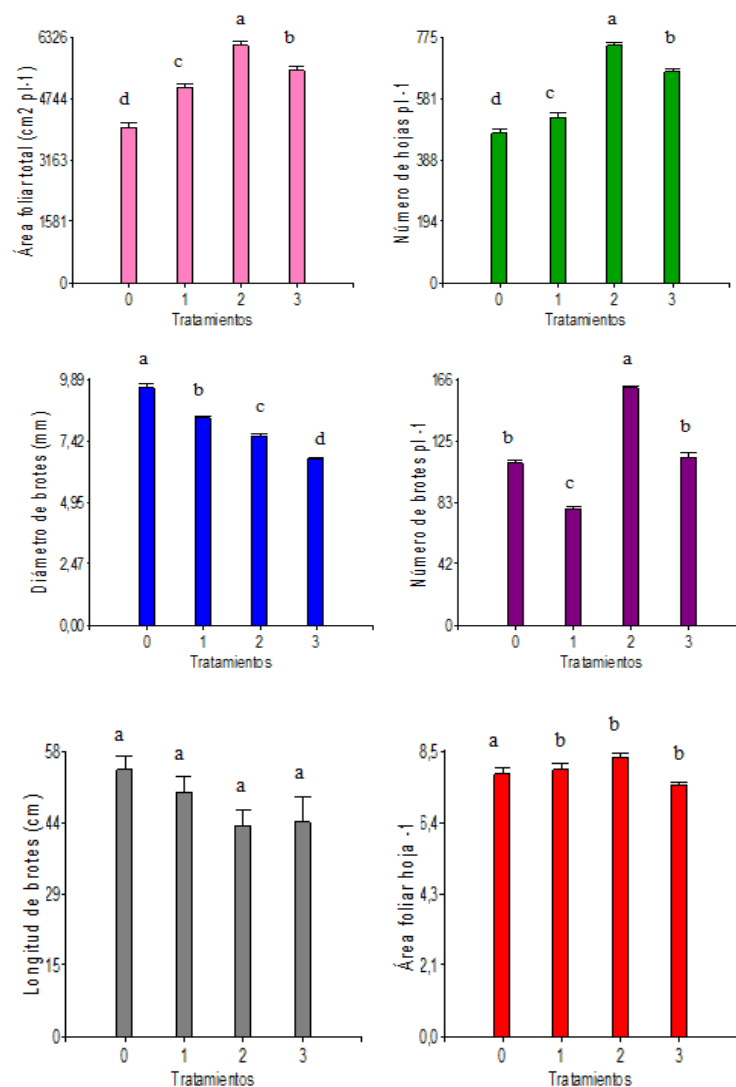 Área foliar total (cm2 pl-1)
6326
4744
3163
1581
0
d
c
a
b
0 1 2 3
Tratamientos
Número de hojas pl -1
775
581
388
194
0
d
c
a
b
0 1 2 3
Tratamientos
Diámetro de brotes (mm)
9,89
7,42
4,95
2,47
0,00
a
b
c
d
0 1 2 3
Tratamientos
Número de brotes pl -1
166
125
83
42
0
b
c
a
b
0 1 2 3
Tratamientos
Longitud de brotes (cm)
58
44
29
15
0
a
a
a
a
0 1 2 3
Tratamientos
Área foliar hoja -1
8,5
6,4
4,3
2,1
0,0
a
b
b
b
0 1 2 3
Tratamientos